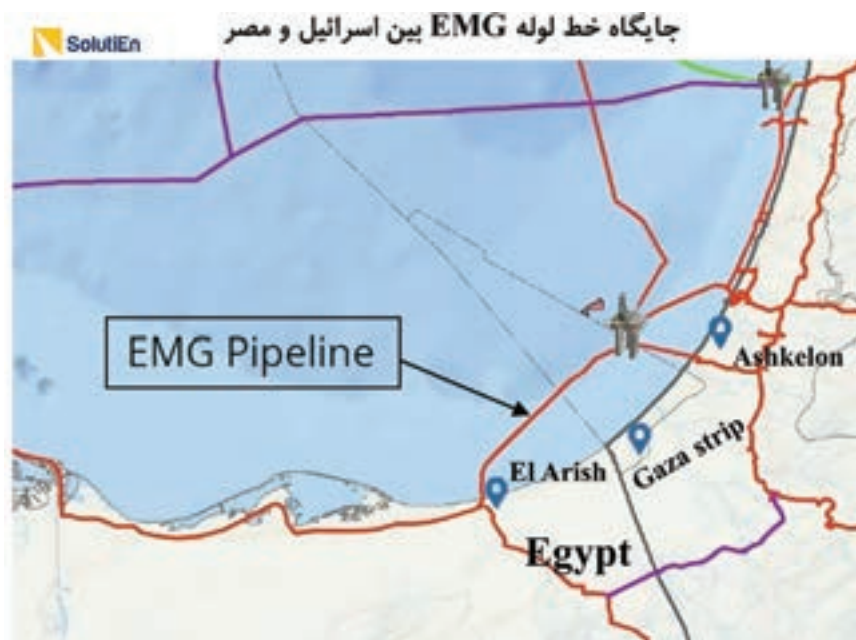 SolutiEn
جایگاه خط لوله EMG بین اسرائیل و مصر
EMG Pipeline
Ashkelon
Gaza strip
El Arish
Egypt